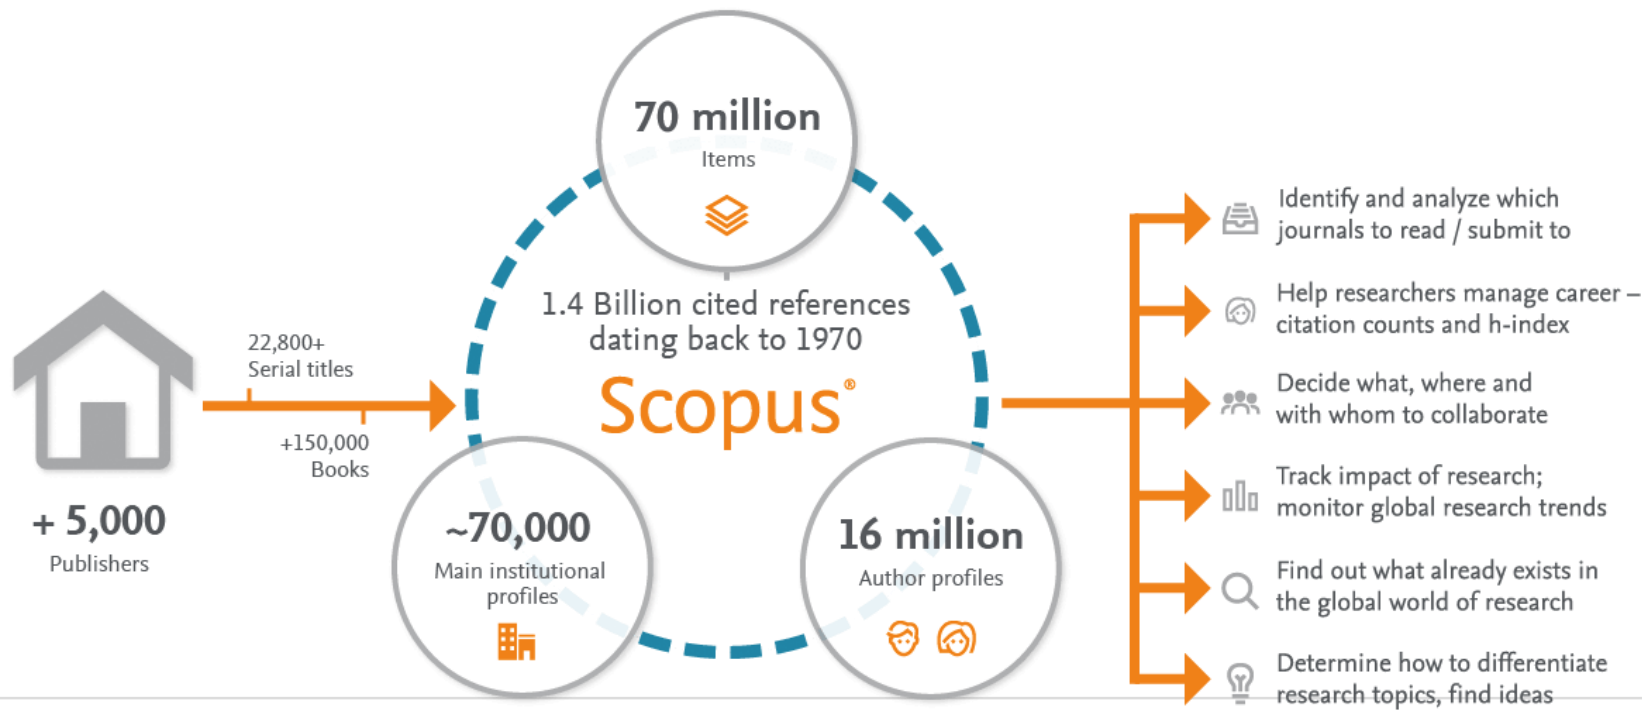 70 million
Items
1.4 Billion cited references
dating back to 1970
Scopus®
22,800+
Serial titles
+150,000
Books
+ 5,000
Publishers
~70,000
Main institutional
profiles
16 million
Author profiles
Identify and analyze which
journals to read / submit to
Help researchers manage career –
citation counts and h-index
Decide what, where and
with whom to collaborate
Track impact of research;
monitor global research trends
Find out what already exists in
the global world of research
Determine how to differentiate
research topics, find ideas